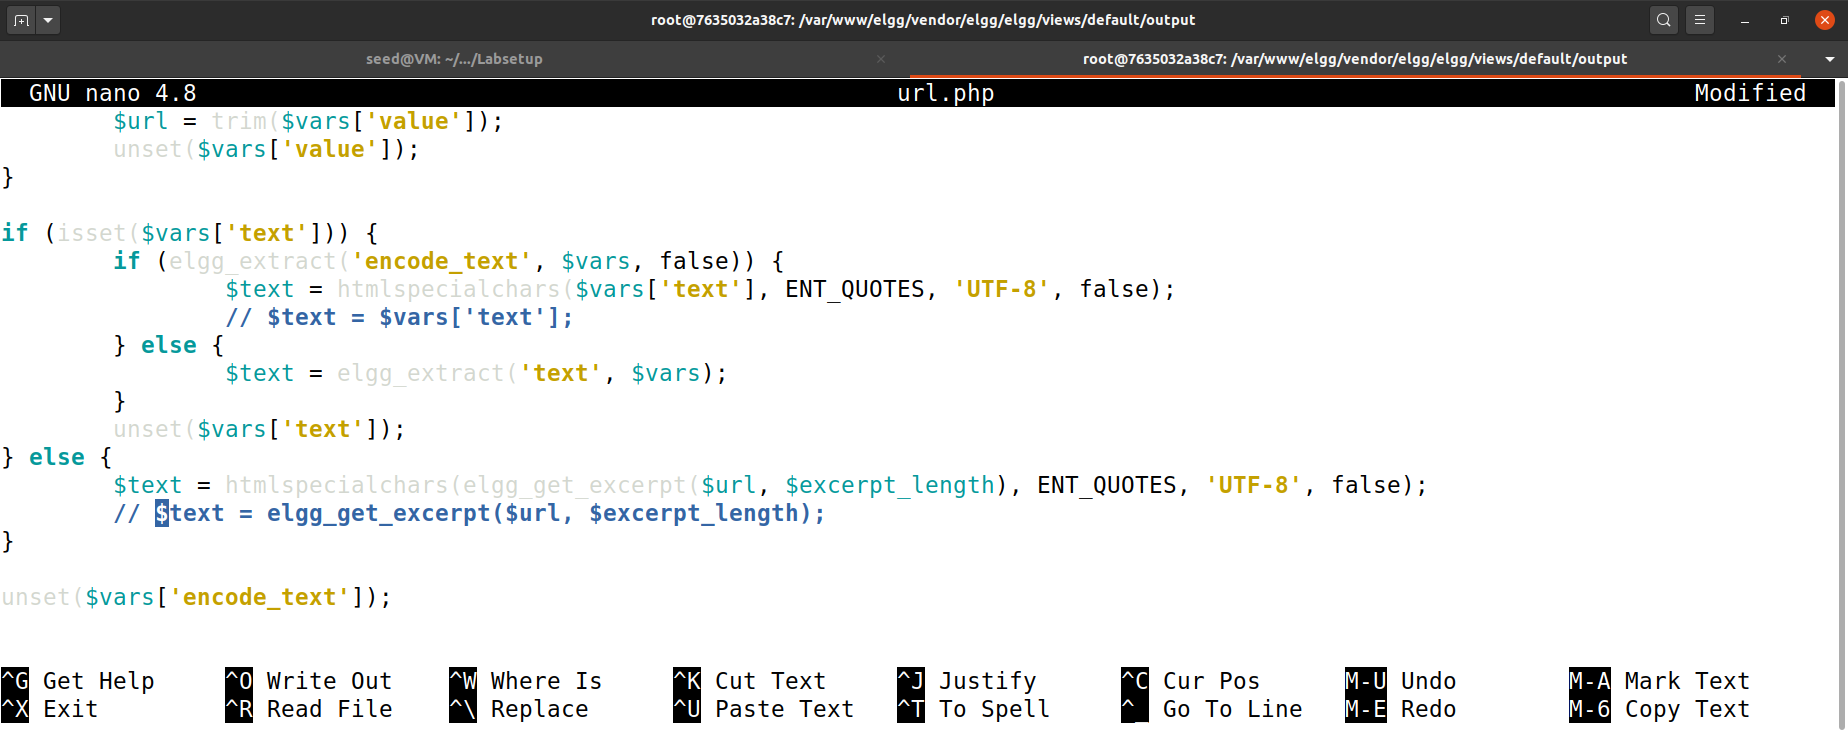 root@7635032a38c7: /var/www/elgg/vendor/elgg/elgg/views/default/output
seed@VM: ~/.../Labsetup
root@7635032a38c7: /var/www/elgg/vendor/elgg/elgg/views/default/output
GNU nano 4.8 url.php Modified
$url = trim($vars['value']);
unset($vars['value']);
}
if (isset($vars['text'])) {
if (elgg_extract('encode_text', $vars, false)) {
$text = htmlspecialchars($vars['text'], ENT_QUOTES, 'UTF-8', false);
// $text = $vars['text'];
} else {
$text = elgg_extract('text', $vars);
}
unset($vars['text']);
} else {
$text = htmlspecialchars(elgg_get_excerpt($url, $excerpt_length), ENT_QUOTES, 'UTF-8', false);
// $text = elgg_get_excerpt($url, $excerpt_length);
}
unset($vars['encode_text']);
^G Get Help ^O Write Out ^W Where Is ^K Cut Text ^J Justify ^C Cur Pos M-U Undo M-A Mark Text
^X Exit ^R Read File ^\ Replace ^U Paste Text ^T To Spell ^_ Go To Line M-E Redo M-6 Copy Text